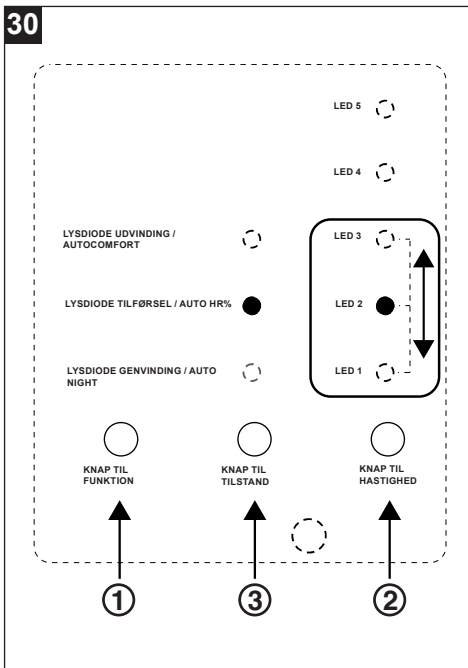 30
LED 5
LED 4
LYSDIODE UDVINDING /
AUTOCOMFORT
LED 3
LYSDIODE TILFØRSEL / AUTO HR%
LED 2
LYSDIODE GENVINDING / AUTO
NIGHT
LED 1
KNAP TIL
FUNKTION
KNAP TIL
TILSTAND
KNAP TIL
HASTIGHED
1
3
2